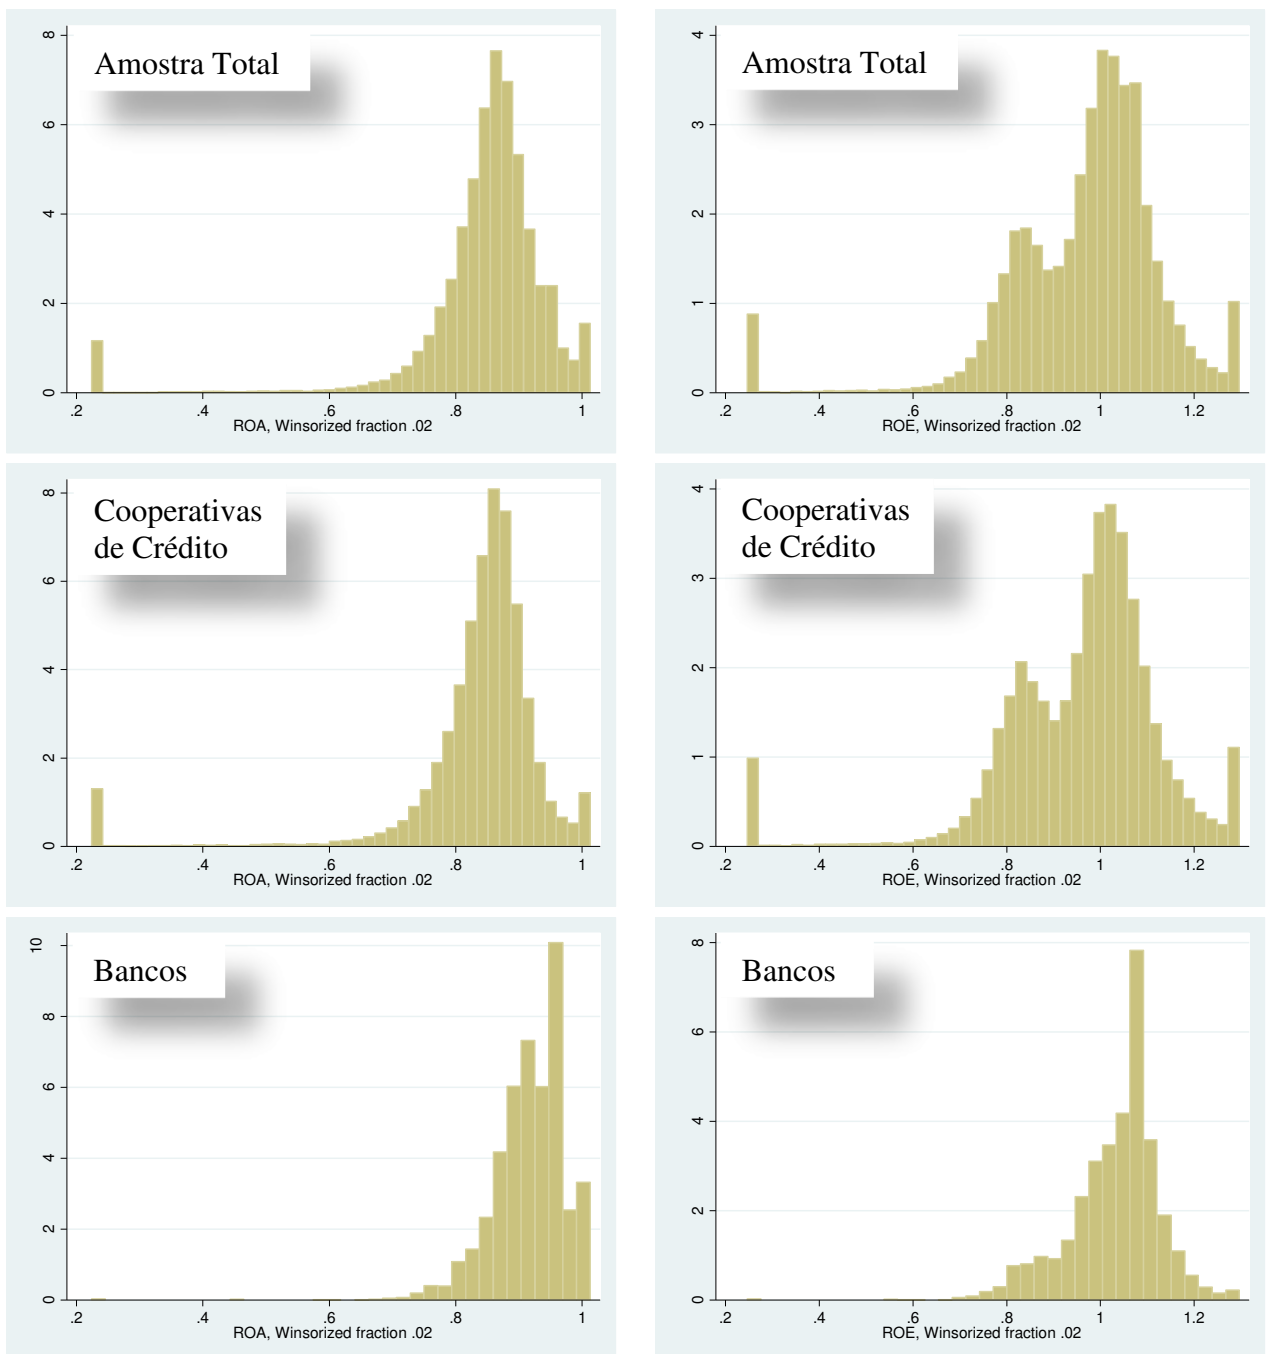 Amostra Total
8
6
4
2
0
.2 .4 .6 .8 1
ROA, Winsorized fraction .02
Amostra Total
4
3
2
1
0
.2 .4 .6 .8 1 1.2
ROE, Winsorized fraction .02
Cooperativas
de Crédito
8
6
4
2
0
.2 .4 .6 .8 1
ROA, Winsorized fraction .02
Cooperativas
de Crédito
4
3
2
1
0
.2 .4 .6 .8 1 1.2
ROE, Winsorized fraction .02
Bancos
10
8
6
4
2
0
.2 .4 .6 .8 1
ROA, Winsorized fraction .02
Bancos
8
6
4
2
0
.2 .4 .6 .8 1 1.2
ROE, Winsorized fraction .02